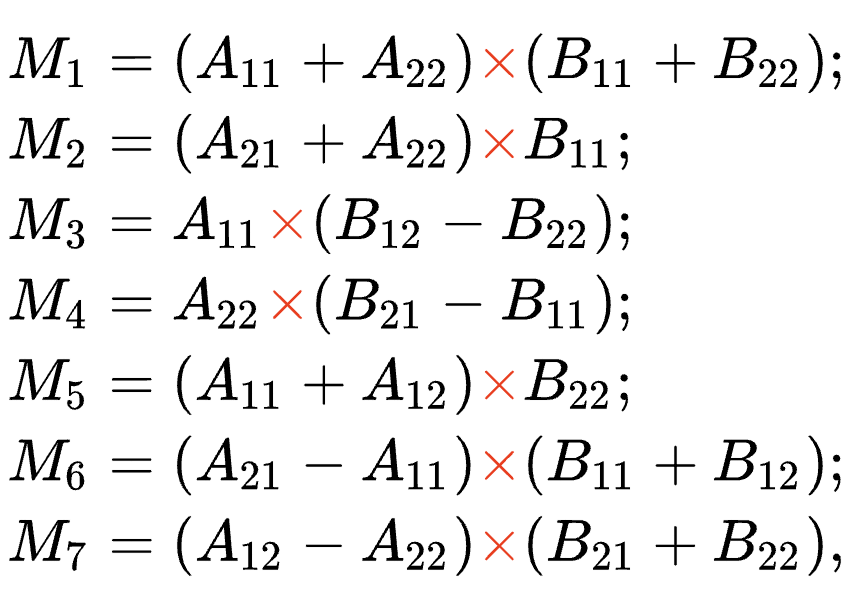 M₁ = (A₁₁ + A₂₂)×(B₁₁ + B₂₂);
M₂ = (A₂₁ + A₂₂)×B₁₁;
M₃ = A₁₁×(B₁₂ − B₂₂);
M₄ = A₂₂×(B₂₁ − B₁₁);
M₅ = (A₁₁ + A₁₂)×B₂₂;
M₆ = (A₂₁ − A₁₁)×(B₁₁ + B₁₂);
M₇ = (A₁₂ − A₂₂)×(B₂₁ + B₂₂),